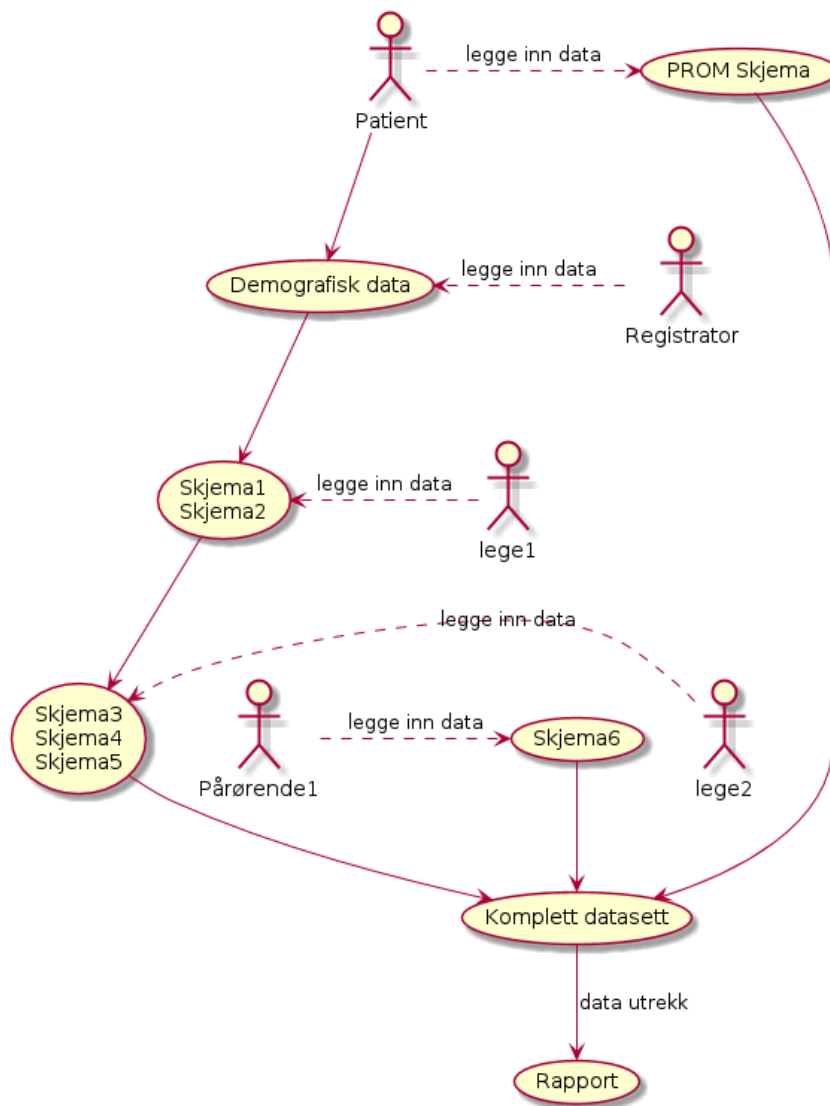 legge inn data
PROM Skjema
Patient
legge inn data
Demografisk data
Registrator
legge inn data
Skjema1
Skjema2
lege1
legge inn data
Skjema3
Skjema4
Skjema5
legge inn data
Skjema6
Pårørende1
lege2
Komplett datasett
data utrekk
Rapport